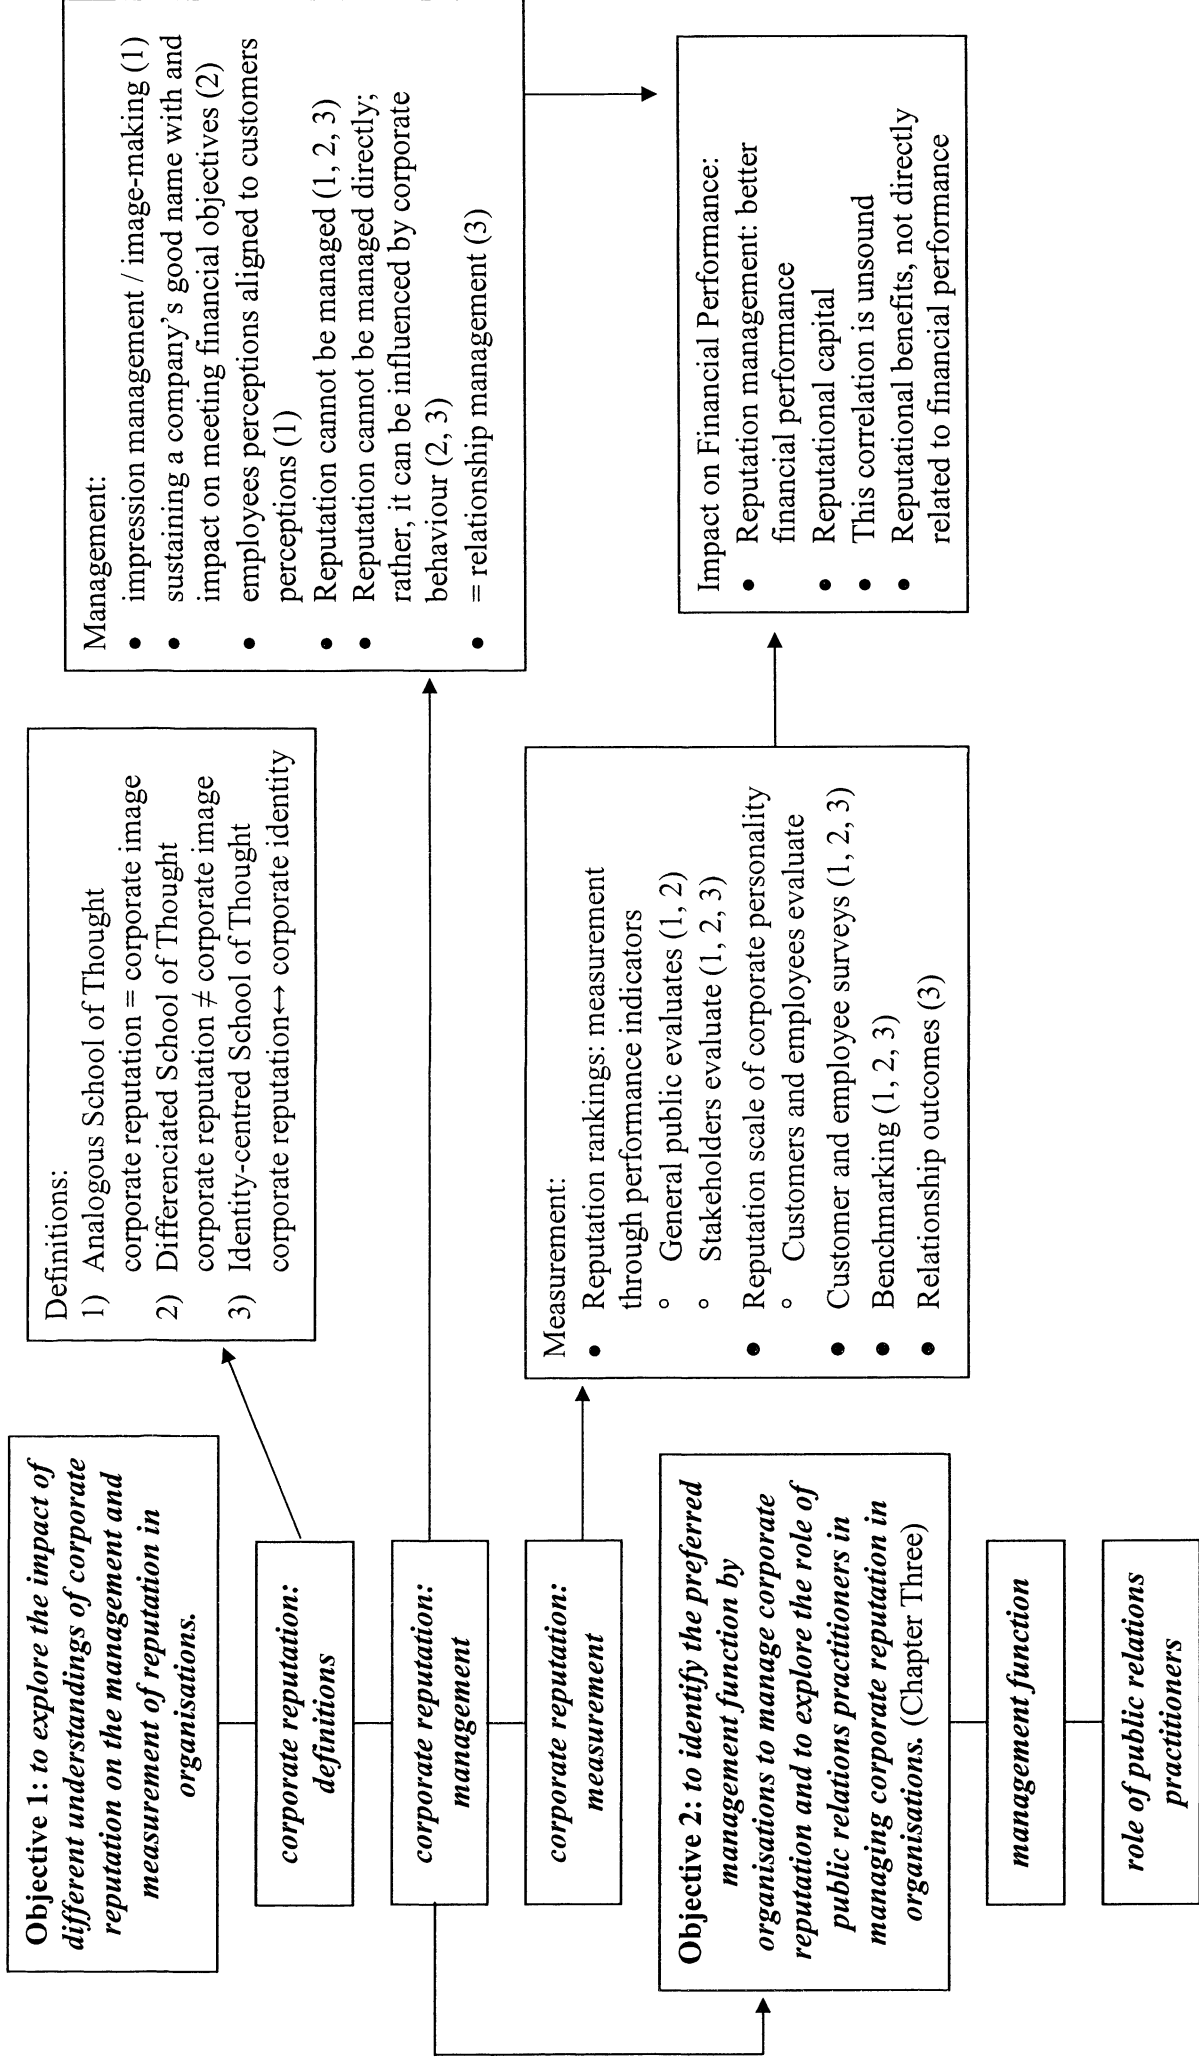 Objective 1: to explore the impact of
different understandings of corporate
reputation on the management and
measurement of reputation in
organisations.
corporate reputation:
definitions
corporate reputation:
management
corporate reputation:
measurement
Objective 2: to identify the preferred
management function by
organisations to manage corporate
reputation and to explore the role of
public relations practitioners in
managing corporate reputation in
organisations. (Chapter Three)
management function
role of public relations
practitioners
Definitions:
1) Analogous School of Thought
corporate reputation = corporate image
2) Differenciated School of Thought
corporate reputation ≠ corporate image
3) Identity-centred School of Thought
corporate reputation↔ corporate identity
Measurement:
• Reputation rankings: measurement
through performance indicators
○ General public evaluates (1, 2)
○ Stakeholders evaluate (1, 2, 3)
• Reputation scale of corporate personality
○ Customers and employees evaluate
• Customer and employee surveys (1, 2, 3)
• Benchmarking (1, 2, 3)
• Relationship outcomes (3)
Management:
• impression management / image-making (1)
• sustaining a company's good name with and
impact on meeting financial objectives (2)
• employees perceptions aligned to customers
perceptions (1)
• Reputation cannot be managed (1, 2, 3)
• Reputation cannot be managed directly;
rather, it can be influenced by corporate
behaviour (2, 3)
• = relationship management (3)
Impact on Financial Performance:
• Reputation management: better
financial performance
• Reputational capital
• This correlation is unsound
• Reputational benefits, not directly
related to financial performance